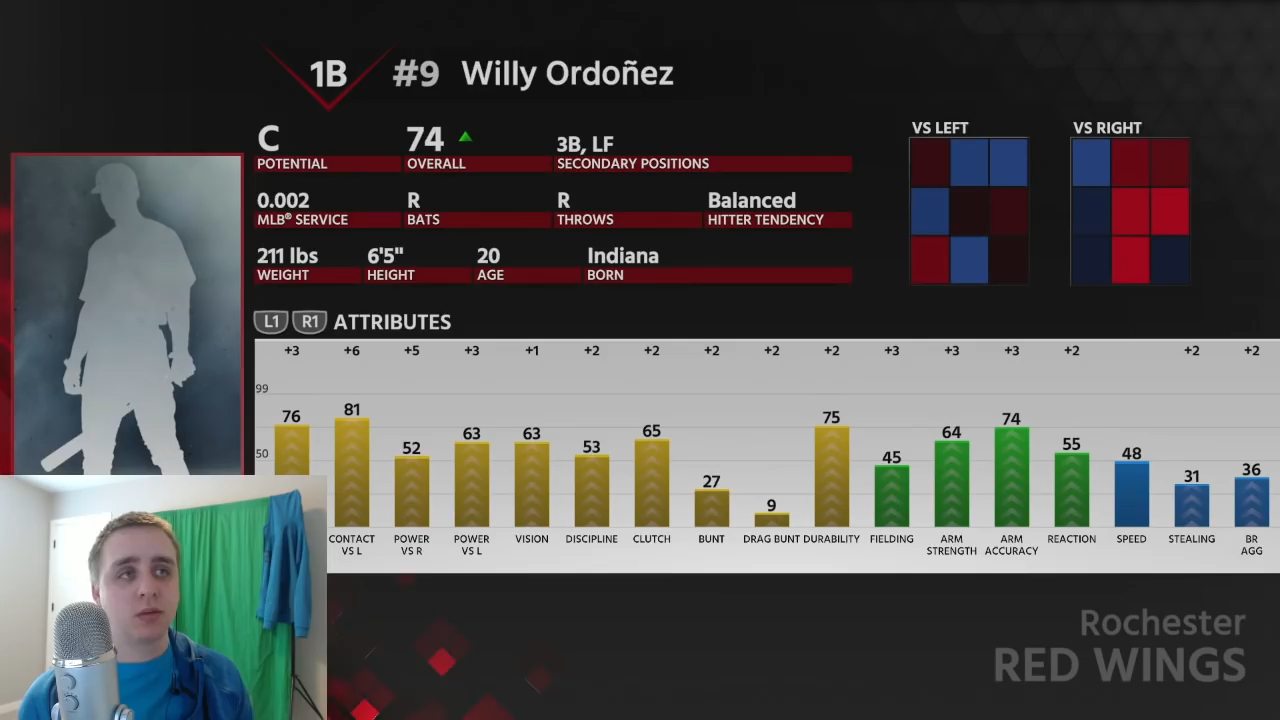 1B #9 Willy Ordoñez
C 74 3B, LF
POTENTIAL OVERALL SECONDARY POSITIONS
0.002 R R Balanced
MLB® SERVICE BATS THROWS HITTER TENDENCY
211 lbs 6'5" 20 Indiana
WEIGHT HEIGHT AGE BORN
VS LEFT VS RIGHT
L1 R1 ATTRIBUTES
+3 +6 +5 +3 +1 +2 +2 +2 +2 +2 +3 +3 +3 +2 +2 +2
99
50
76 81 52 63 63 53 65 27 9 75 45 64 74 55 48 31 36
CONTACT VS L POWER VS R POWER VS L VISION DISCIPLINE CLUTCH BUNT DRAG BUNT DURABILITY FIELDING ARM STRENGTH ARM ACCURACY REACTION SPEED STEALING BR AGG
Rochester
RED WINGS